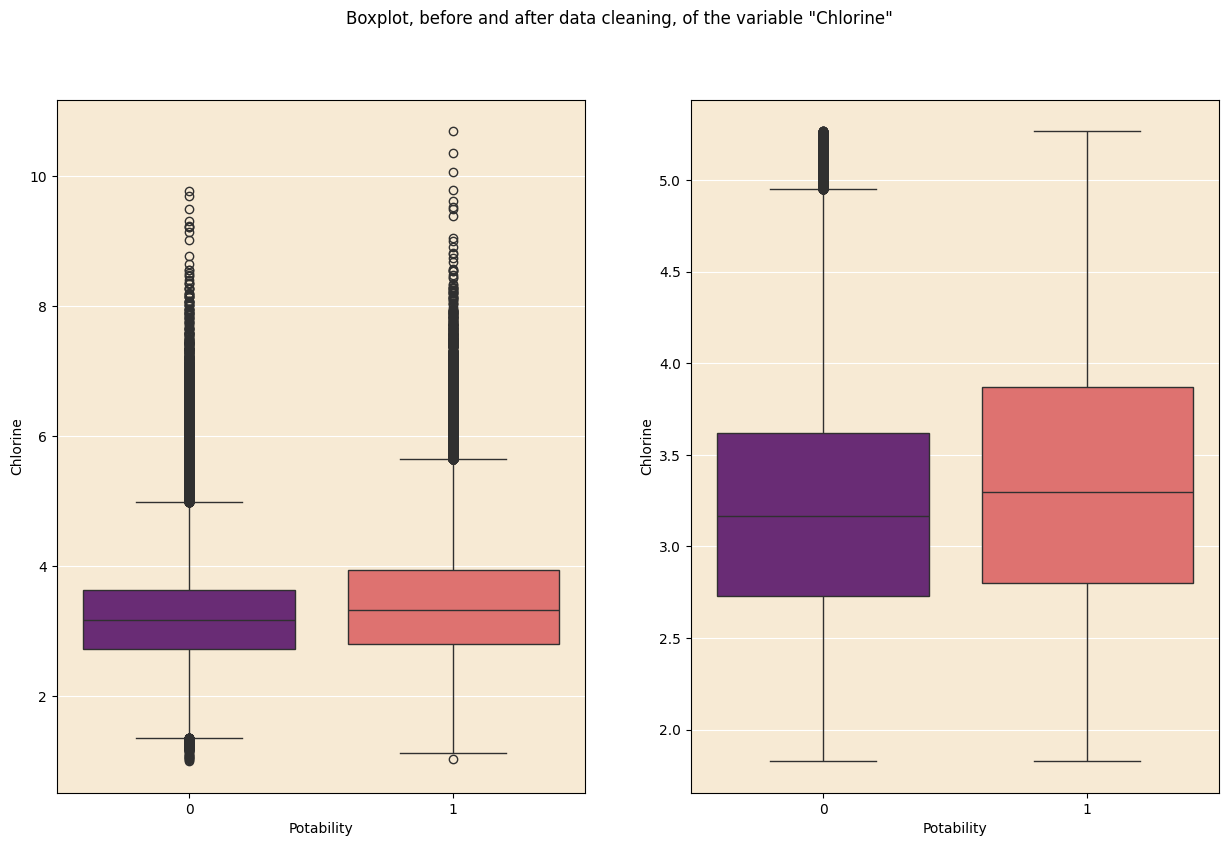 Boxplot, before and after data cleaning, of the variable "Chlorine"
10
8
6
4
2
Chlorine
0 1
Potability
5.0
4.5
4.0
3.5
3.0
2.5
2.0
Chlorine
0 1
Potability